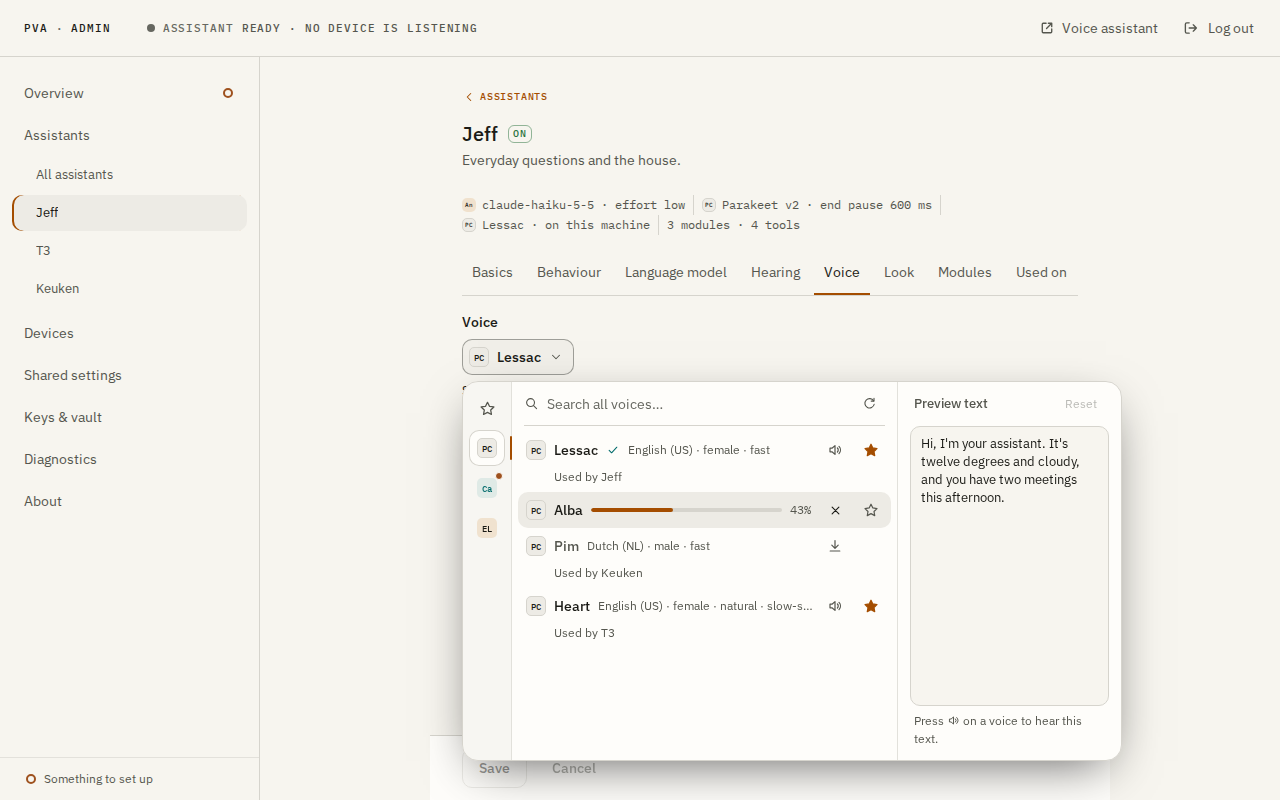 PVA · ADMIN
ASSISTANT READY · NO DEVICE IS LISTENING
Voice assistant
Log out
Overview
Assistants
All assistants
Jeff
T3
Keuken
Devices
Shared settings
Keys & vault
Diagnostics
About
Something to set up
ASSISTANTS
Jeff ON
Everyday questions and the house.
An claude-haiku-5-5 · effort low PC Parakeet v2 · end pause 600 ms
PC Lessac · on this machine 3 modules · 4 tools
Basics Behaviour Language model Hearing Voice Look Modules Used on
Voice
PC Lessac
PC
Ca
EL
Search all voices...
PC Lessac English (US) · female · fast
Used by Jeff
PC Alba 43%
PC Pim Dutch (NL) · male · fast
Used by Keuken
PC Heart English (US) · female · natural · slow-s...
Used by T3
Preview text Reset
Hi, I'm your assistant. It's
twelve degrees and cloudy,
and you have two meetings
this afternoon.
Press on a voice to hear this
text.
Save Cancel